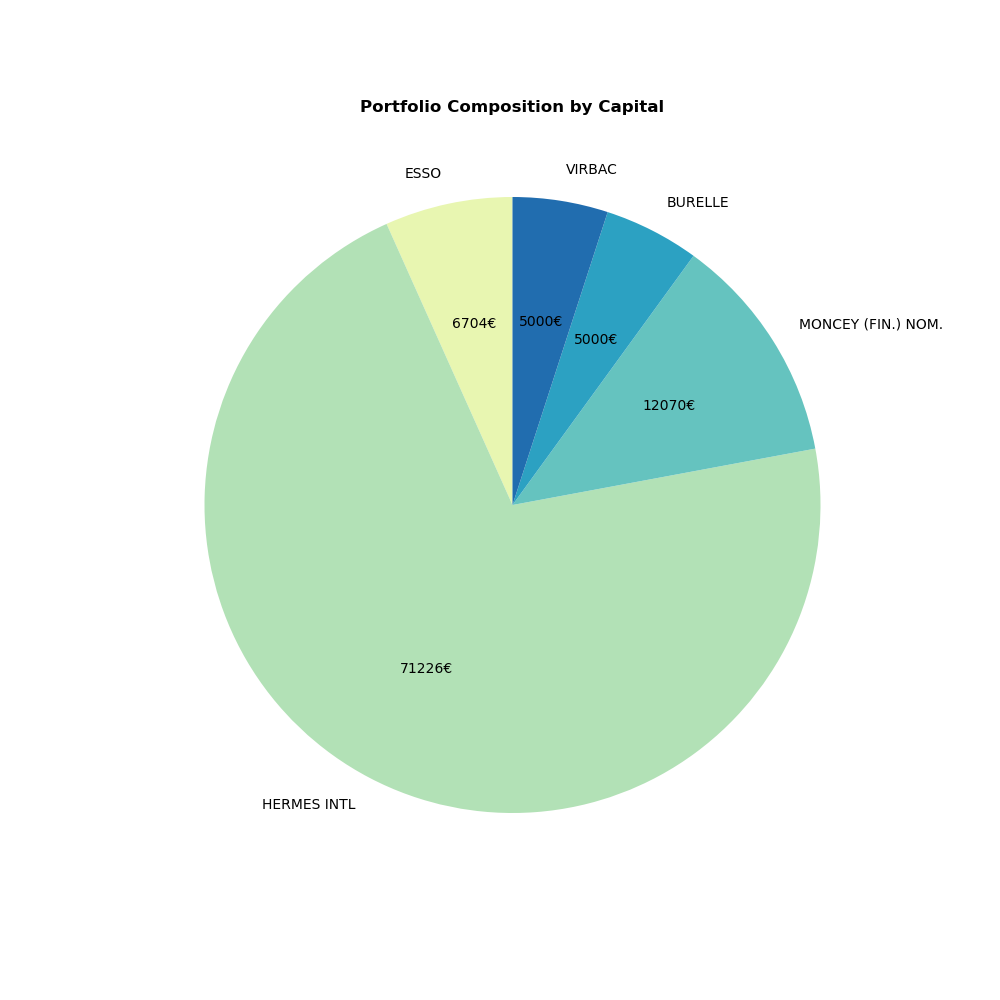 Portfolio Composition by Capital
ESSO
VIRBAC
BURELLE
MONCEY (FIN.) NOM.
6704€
5000€
5000€
12070€
71226€
HERMES INTL